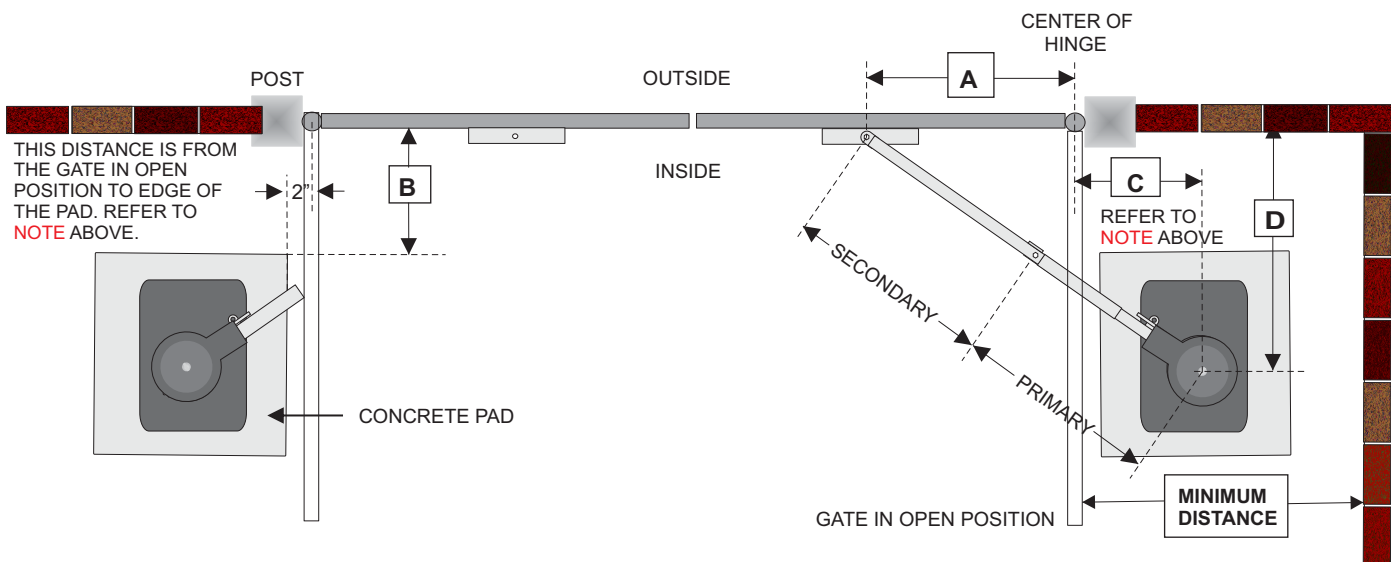 CENTER OF
HINGE
POST
OUTSIDE
A
THIS DISTANCE IS FROM
THE GATE IN OPEN
POSITION TO EDGE OF
THE PAD. REFER TO
NOTE ABOVE.
2"
B
INSIDE
C
D
REFER TO
NOTE ABOVE
SECONDARY
PRIMARY
CONCRETE PAD
MINIMUM
DISTANCE
GATE IN OPEN POSITION